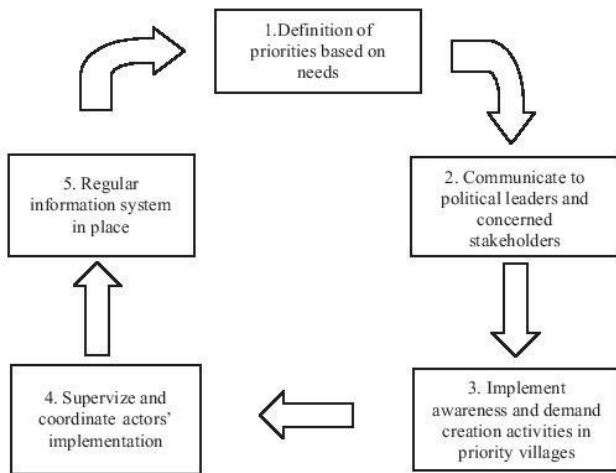 1.Definition of
priorities based on
needs
2. Communicate to
political leaders and
concerned
stakeholders
3. Implement
awareness and demand
creation activities in
priority villages
4. Supervize and
coordinate actors'
implementation
5. Regular
information system
in place